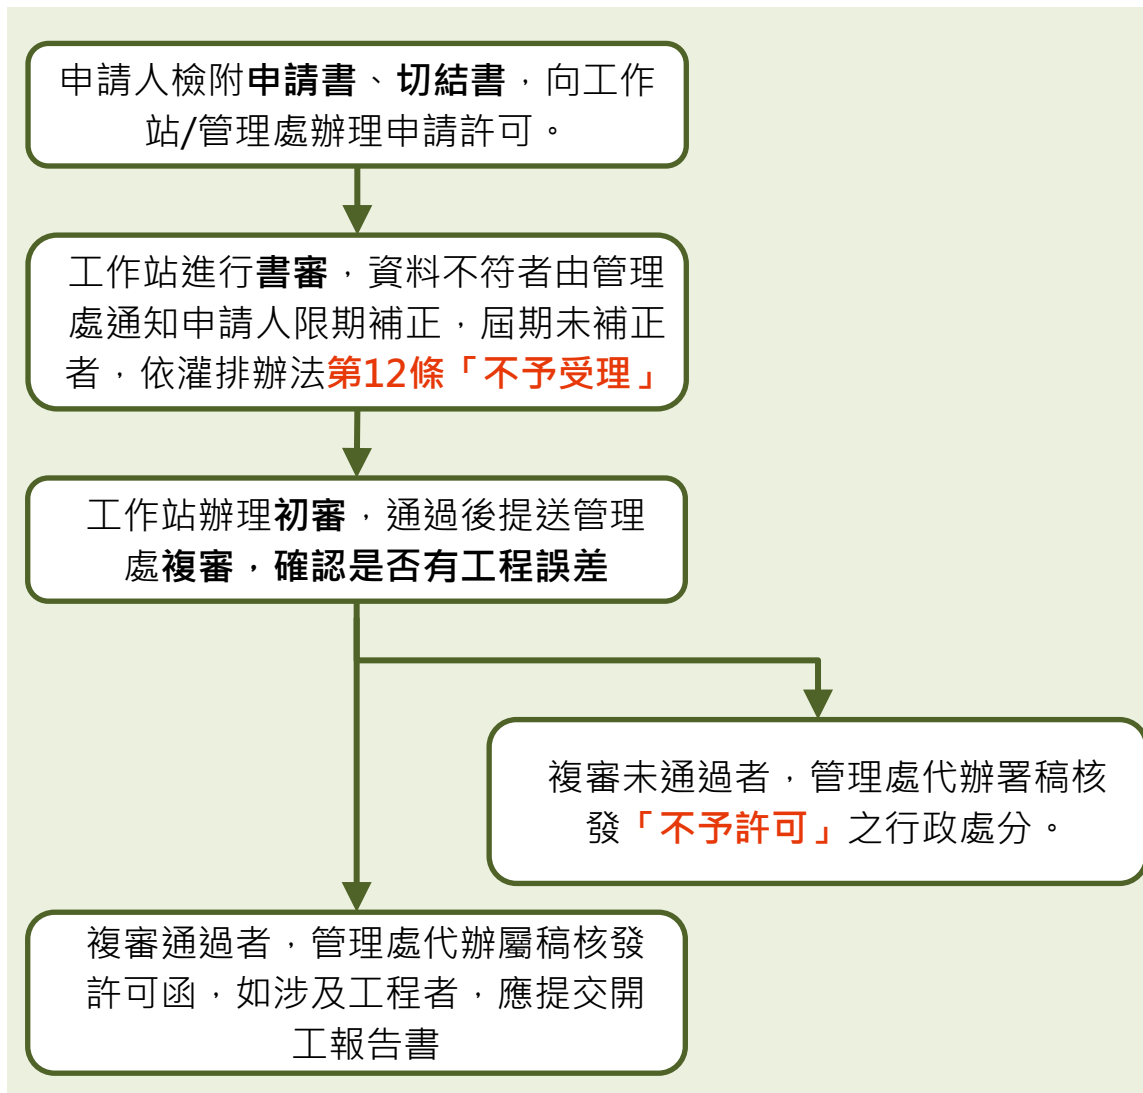 申請人檢附申請書、切結書，向工作
站/管理處辦理申請許可。
工作站進行書審，資料不符者由管理
處通知申請人限期補正，屆期未補正
者，依灌排辦法第12條「不予受理」
工作站辦理初審，通過後提送管理
處複審，確認是否有工程誤差
複審未通過者，管理處代辦署稿核
發「不予許可」之行政處分。
複審通過者，管理處代辦屬稿核發
許可函，如涉及工程者，應提交開
工報告書